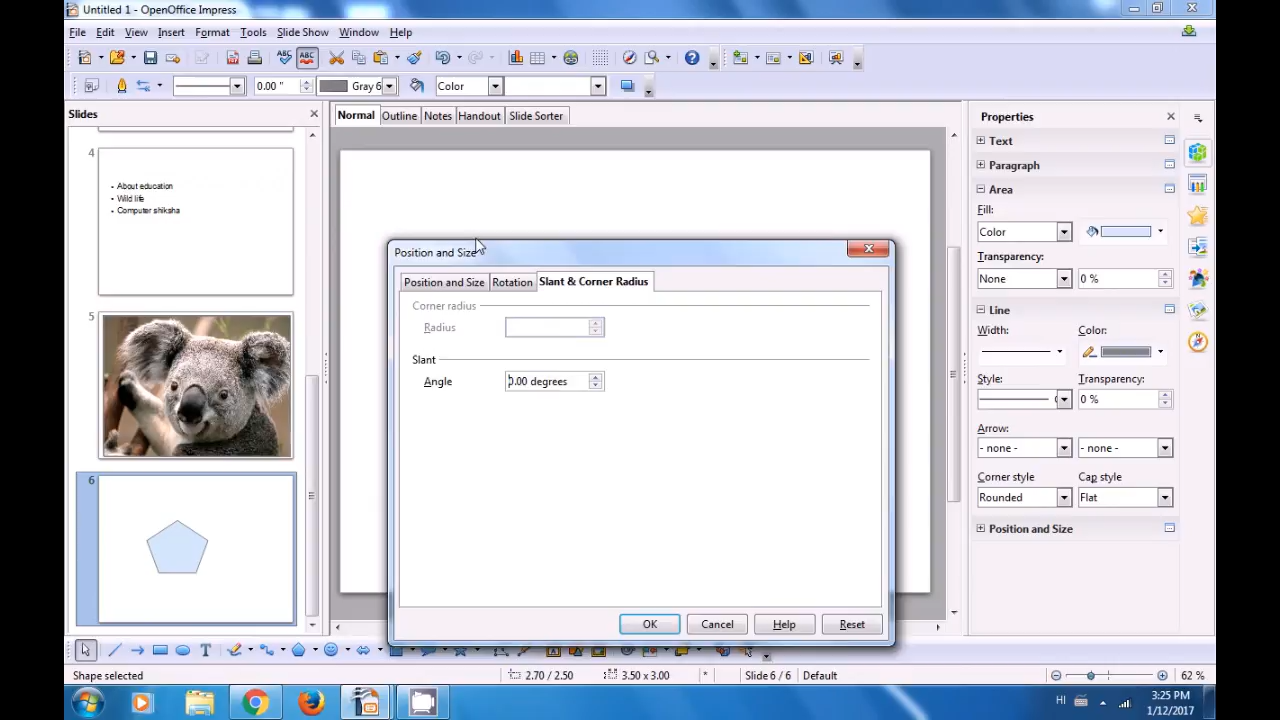 Untitled 1 - OpenOffice Impress
File Edit View Insert Format Tools Slide Show Window Help
0.00 " Gray 6 Color
Slides
Normal Outline Notes Handout Slide Sorter
Properties
4
• About education
• Wild life
• Computer shiksha
5
6
Position and Size
Position and Size Rotation Slant & Corner Radius
Corner radius
Radius
Slant
Angle 0.00 degrees
OK Cancel Help Reset
Text
Paragraph
Area
Fill:
Color
Transparency:
None 0 %
Line
Width: Color:
Style: Transparency:
0 %
Arrow:
- none - - none -
Corner style Cap style
Rounded Flat
Position and Size
Shape selected 2.70 / 2.50 3.50 x 3.00 * Slide 6 / 6 Default 62 %
HI 3:25 PM
1/12/2017